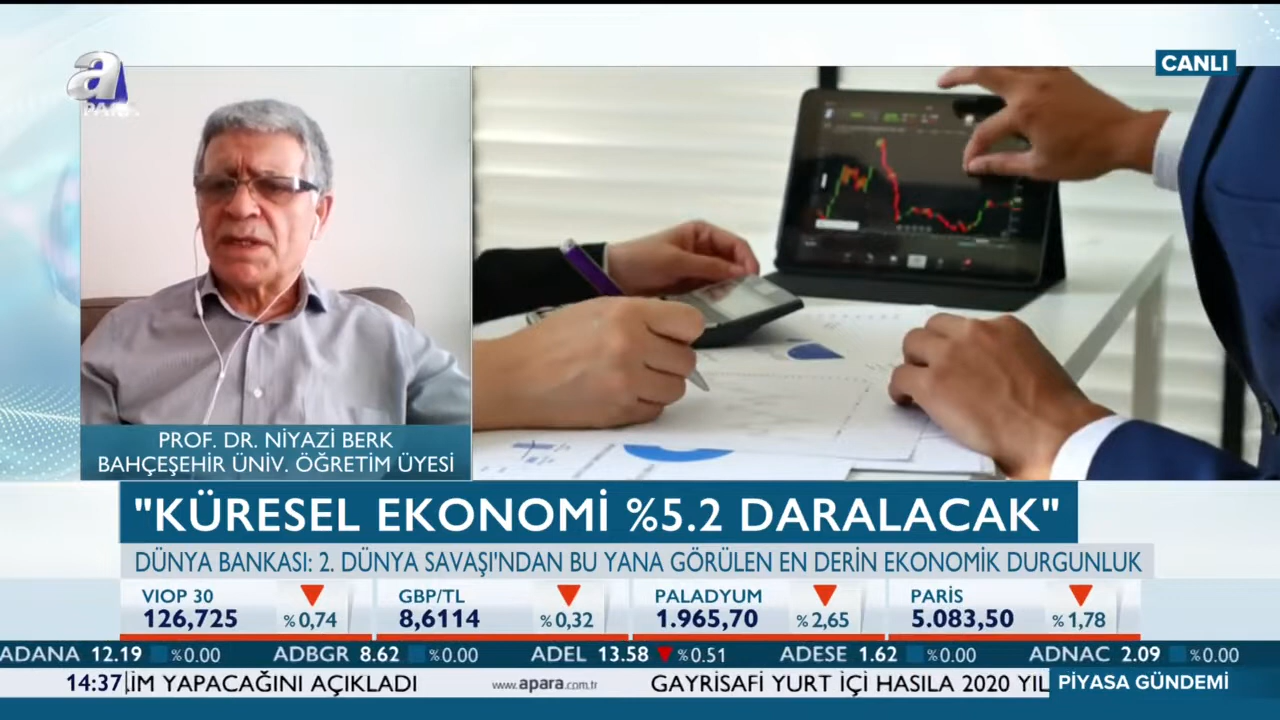 a
PARA
CANLI
PROF. DR. NİYAZİ BERK
BAHÇEŞEHİR ÜNİV. ÖĞRETİM ÜYESİ
"KÜRESEL EKONOMİ %5.2 DARALACAK"
DÜNYA BANKASI: 2. DÜNYA SAVAŞI'NDAN BU YANA GÖRÜLEN EN DERİN EKONOMİK DURGUNLUK
VIOP 30 GBP/TL PALADYUM PARİS
126,725 %0,74 8,6114 %0,32 1.965,70 %2,65 5.083,50 %1,78
ADANA 12.19 %0.00 ADBGR 8.62 %0.00 ADEL 13.58 %0.51 ADESE 1.62 %0.00 ADNAC 2.09 %0.00
14:37 LİM YAPACAĞINI AÇIKLADI www.apara.com.tr GAYRİSAFİ YURT İÇİ HASILA 2020 YIL PİYASA GÜNDEMİ